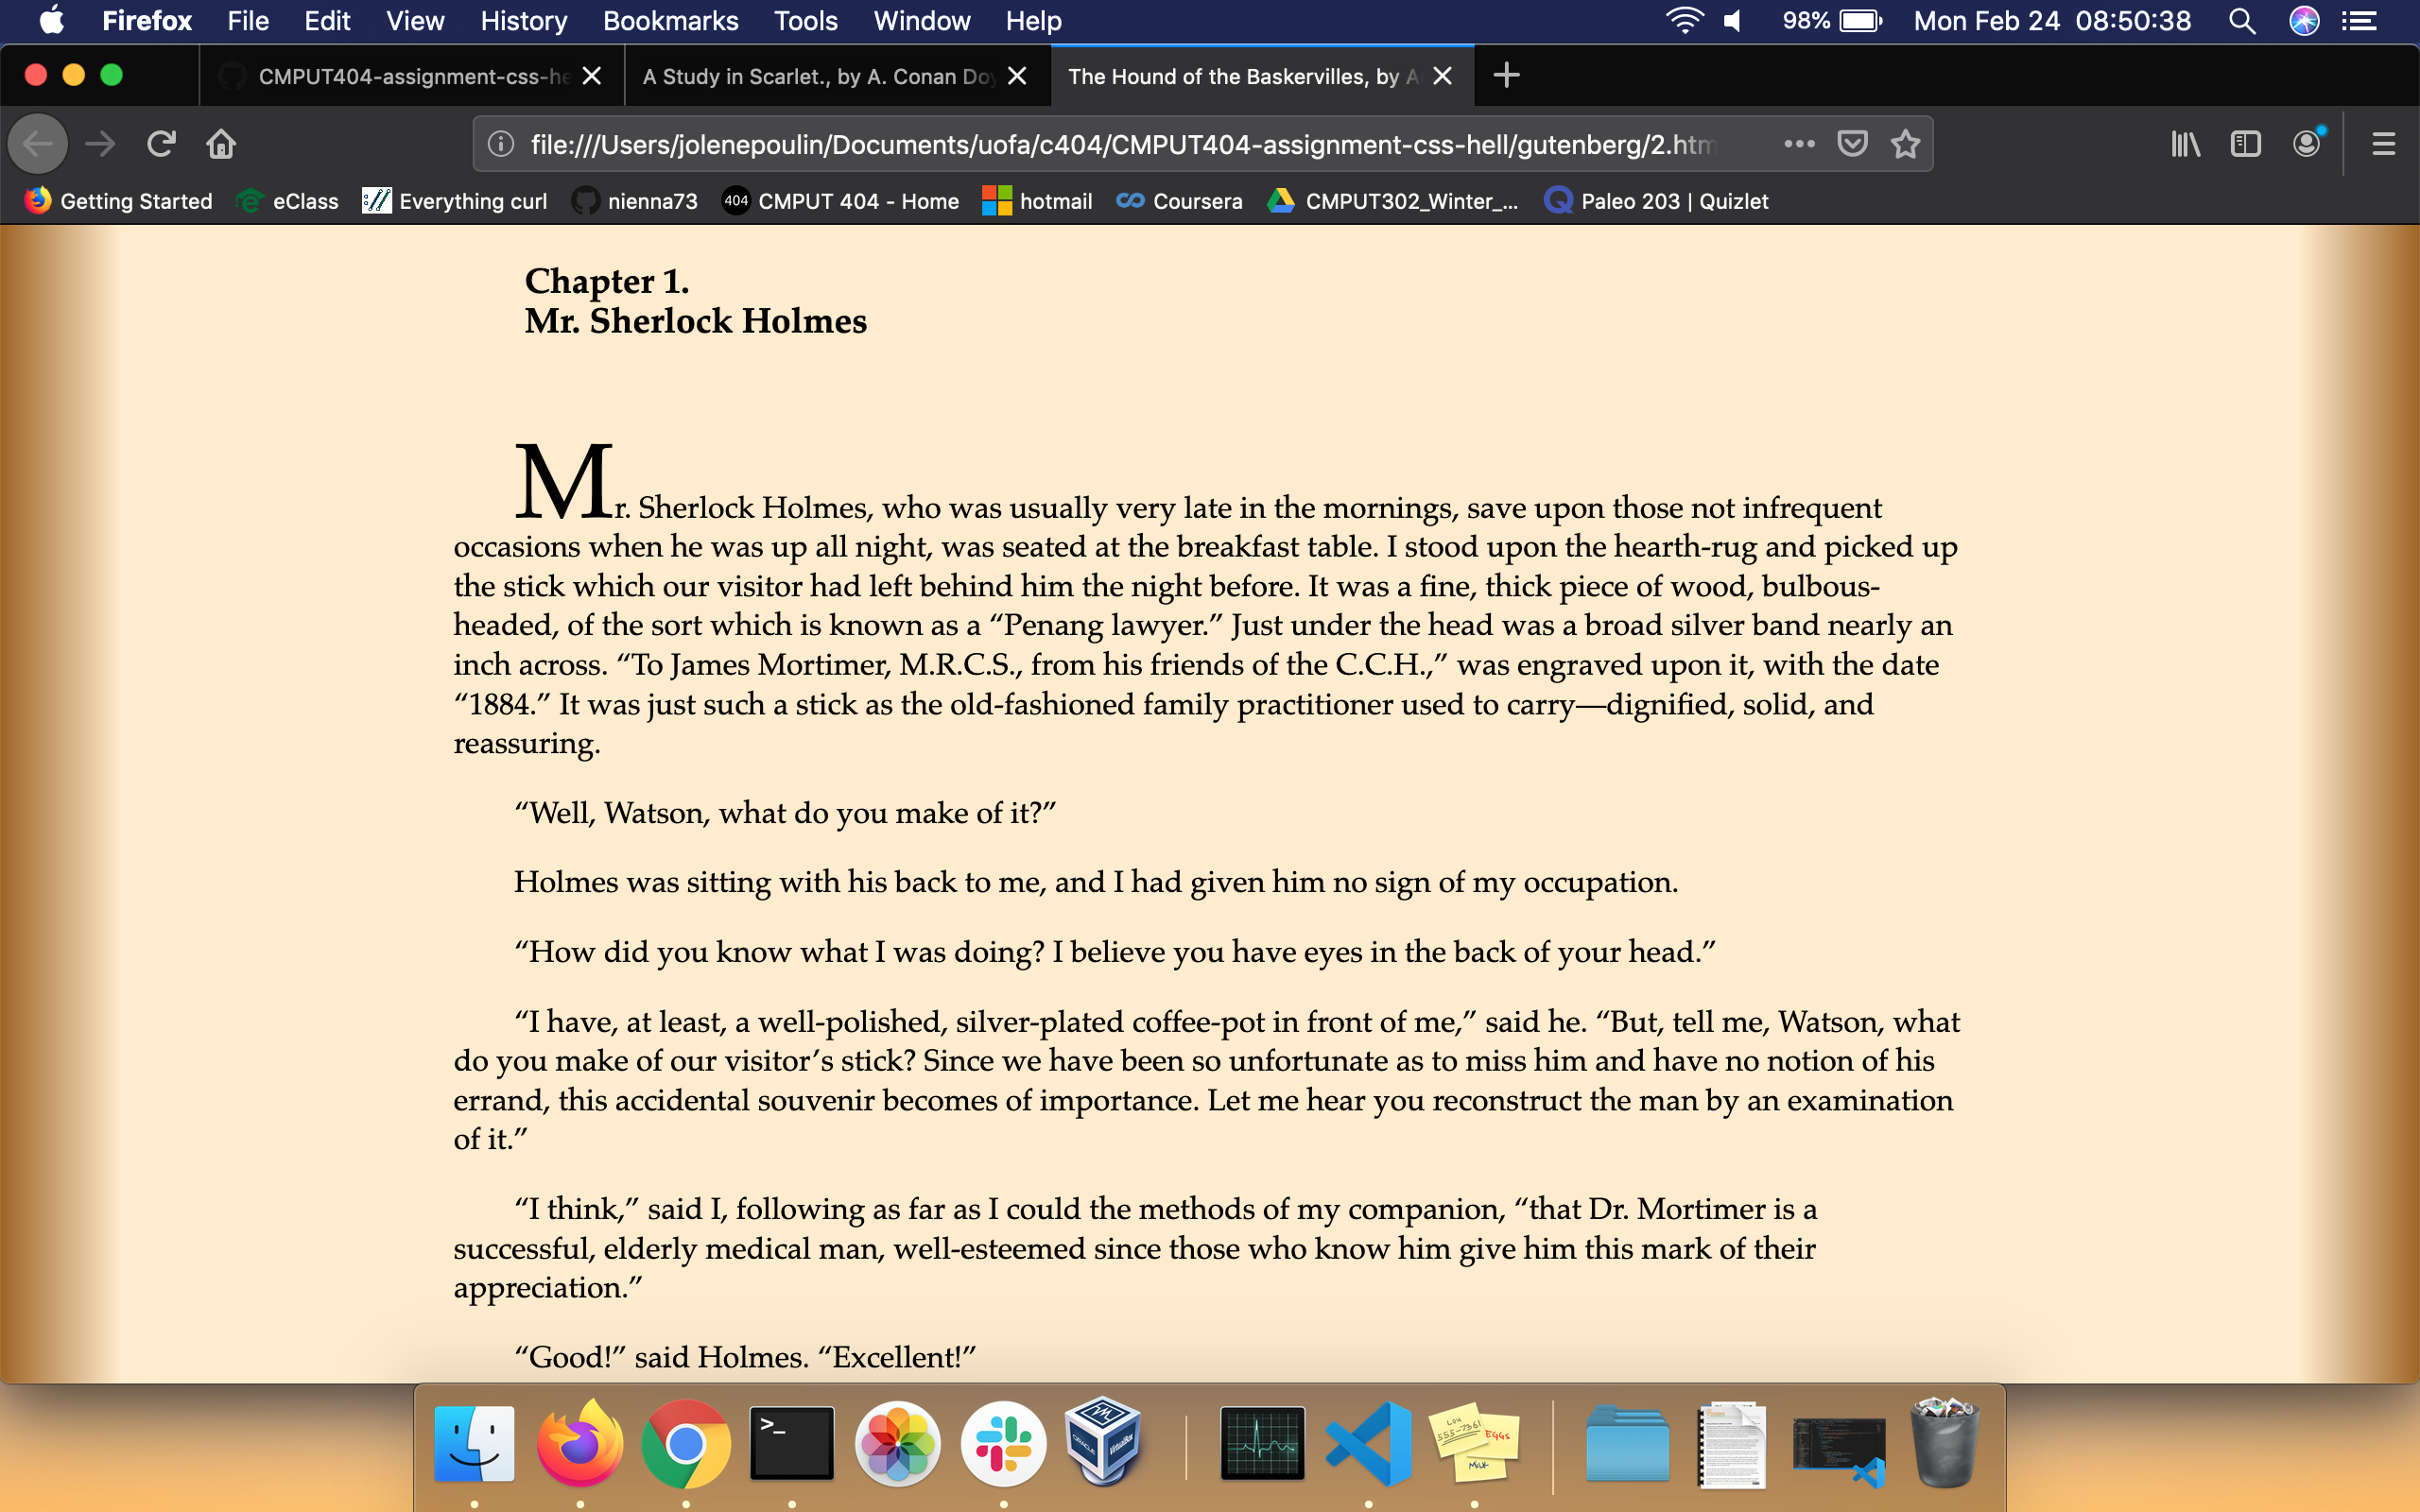 Firefox File Edit View History Bookmarks Tools Window Help 98% Mon Feb 24 08:50:38
CMPUT404-assignment-css-he A Study in Scarlet., by A. Conan Doy The Hound of the Baskervilles, by A
file:///Users/jolenepoulin/Documents/uofa/c404/CMPUT404-assignment-css-hell/gutenberg/2.htm
Getting Started eClass Everything curl nienna73 404 CMPUT 404 - Home hotmail Coursera CMPUT302_Winter_... Paleo 203 | Quizlet
Chapter 1.
Mr. Sherlock Holmes
Mr. Sherlock Holmes, who was usually very late in the mornings, save upon those not infrequent
occasions when he was up all night, was seated at the breakfast table. I stood upon the hearth-rug and picked up
the stick which our visitor had left behind him the night before. It was a fine, thick piece of wood, bulbous-
headed, of the sort which is known as a “Penang lawyer.” Just under the head was a broad silver band nearly an
inch across. “To James Mortimer, M.R.C.S., from his friends of the C.C.H.,” was engraved upon it, with the date
“1884.” It was just such a stick as the old-fashioned family practitioner used to carry—dignified, solid, and
reassuring.
“Well, Watson, what do you make of it?”
Holmes was sitting with his back to me, and I had given him no sign of my occupation.
“How did you know what I was doing? I believe you have eyes in the back of your head.”
“I have, at least, a well-polished, silver-plated coffee-pot in front of me,” said he. “But, tell me, Watson, what
do you make of our visitor’s stick? Since we have been so unfortunate as to miss him and have no notion of his
errand, this accidental souvenir becomes of importance. Let me hear you reconstruct the man by an examination
of it.”
“I think,” said I, following as far as I could the methods of my companion, “that Dr. Mortimer is a
successful, elderly medical man, well-esteemed since those who know him give him this mark of their
appreciation.”
“Good!” said Holmes. “Excellent!”
>_
ORACLE VirtualBox
LOU
555-7361
EGGS
MILK